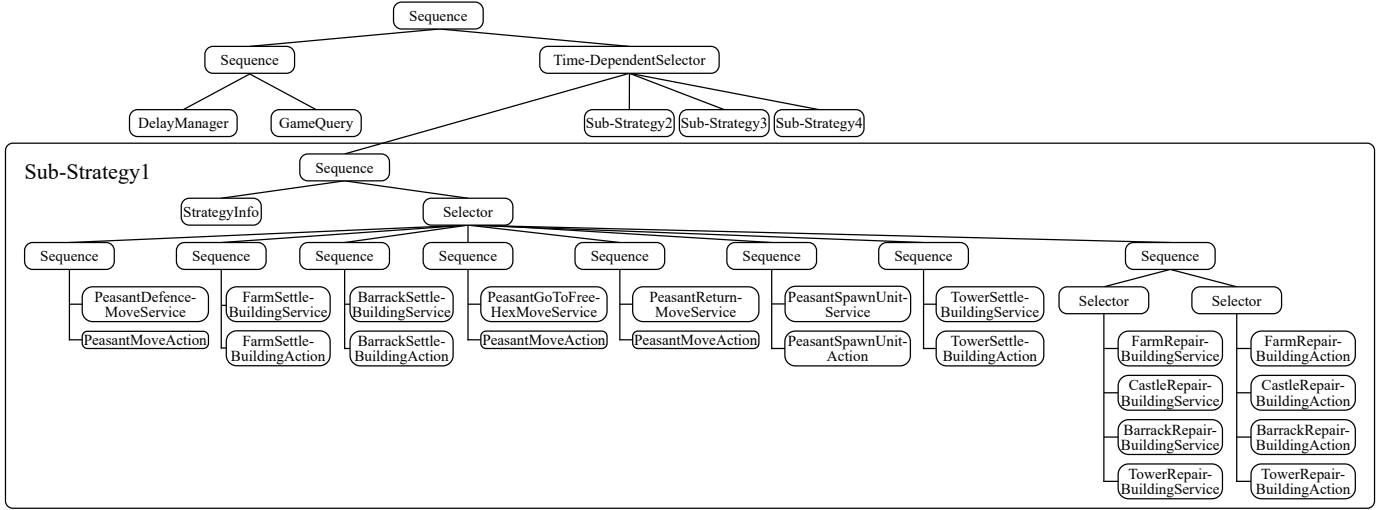 Sequence
Sequence
Time-DependentSelector
DelayManager
GameQuery
Sub-Strategy2
Sub-Strategy3
Sub-Strategy4
Sub-Strategy1
Sequence
StrategyInfo
Selector
Sequence
Sequence
Sequence
Sequence
Sequence
Sequence
Sequence
Sequence
PeasantDefence-
MoveService
PeasantMoveAction
FarmSettle-
BuildingService
FarmSettle-
BuildingAction
BarrackSettle-
BuildingService
BarrackSettle-
BuildingAction
PeasantGoToFree-
HexMoveService
PeasantMoveAction
PeasantReturn-
MoveService
PeasantMoveAction
PeasantSpawnUnit-
Service
PeasantSpawnUnit-
Action
TowerSettle-
BuildingService
TowerSettle-
BuildingAction
Selector
FarmRepair-
BuildingService
CastleRepair-
BuildingService
BarrackRepair-
BuildingService
TowerRepair-
BuildingService
Selector
FarmRepair-
BuildingAction
CastleRepair-
BuildingAction
BarrackRepair-
BuildingAction
TowerRepair-
BuildingAction